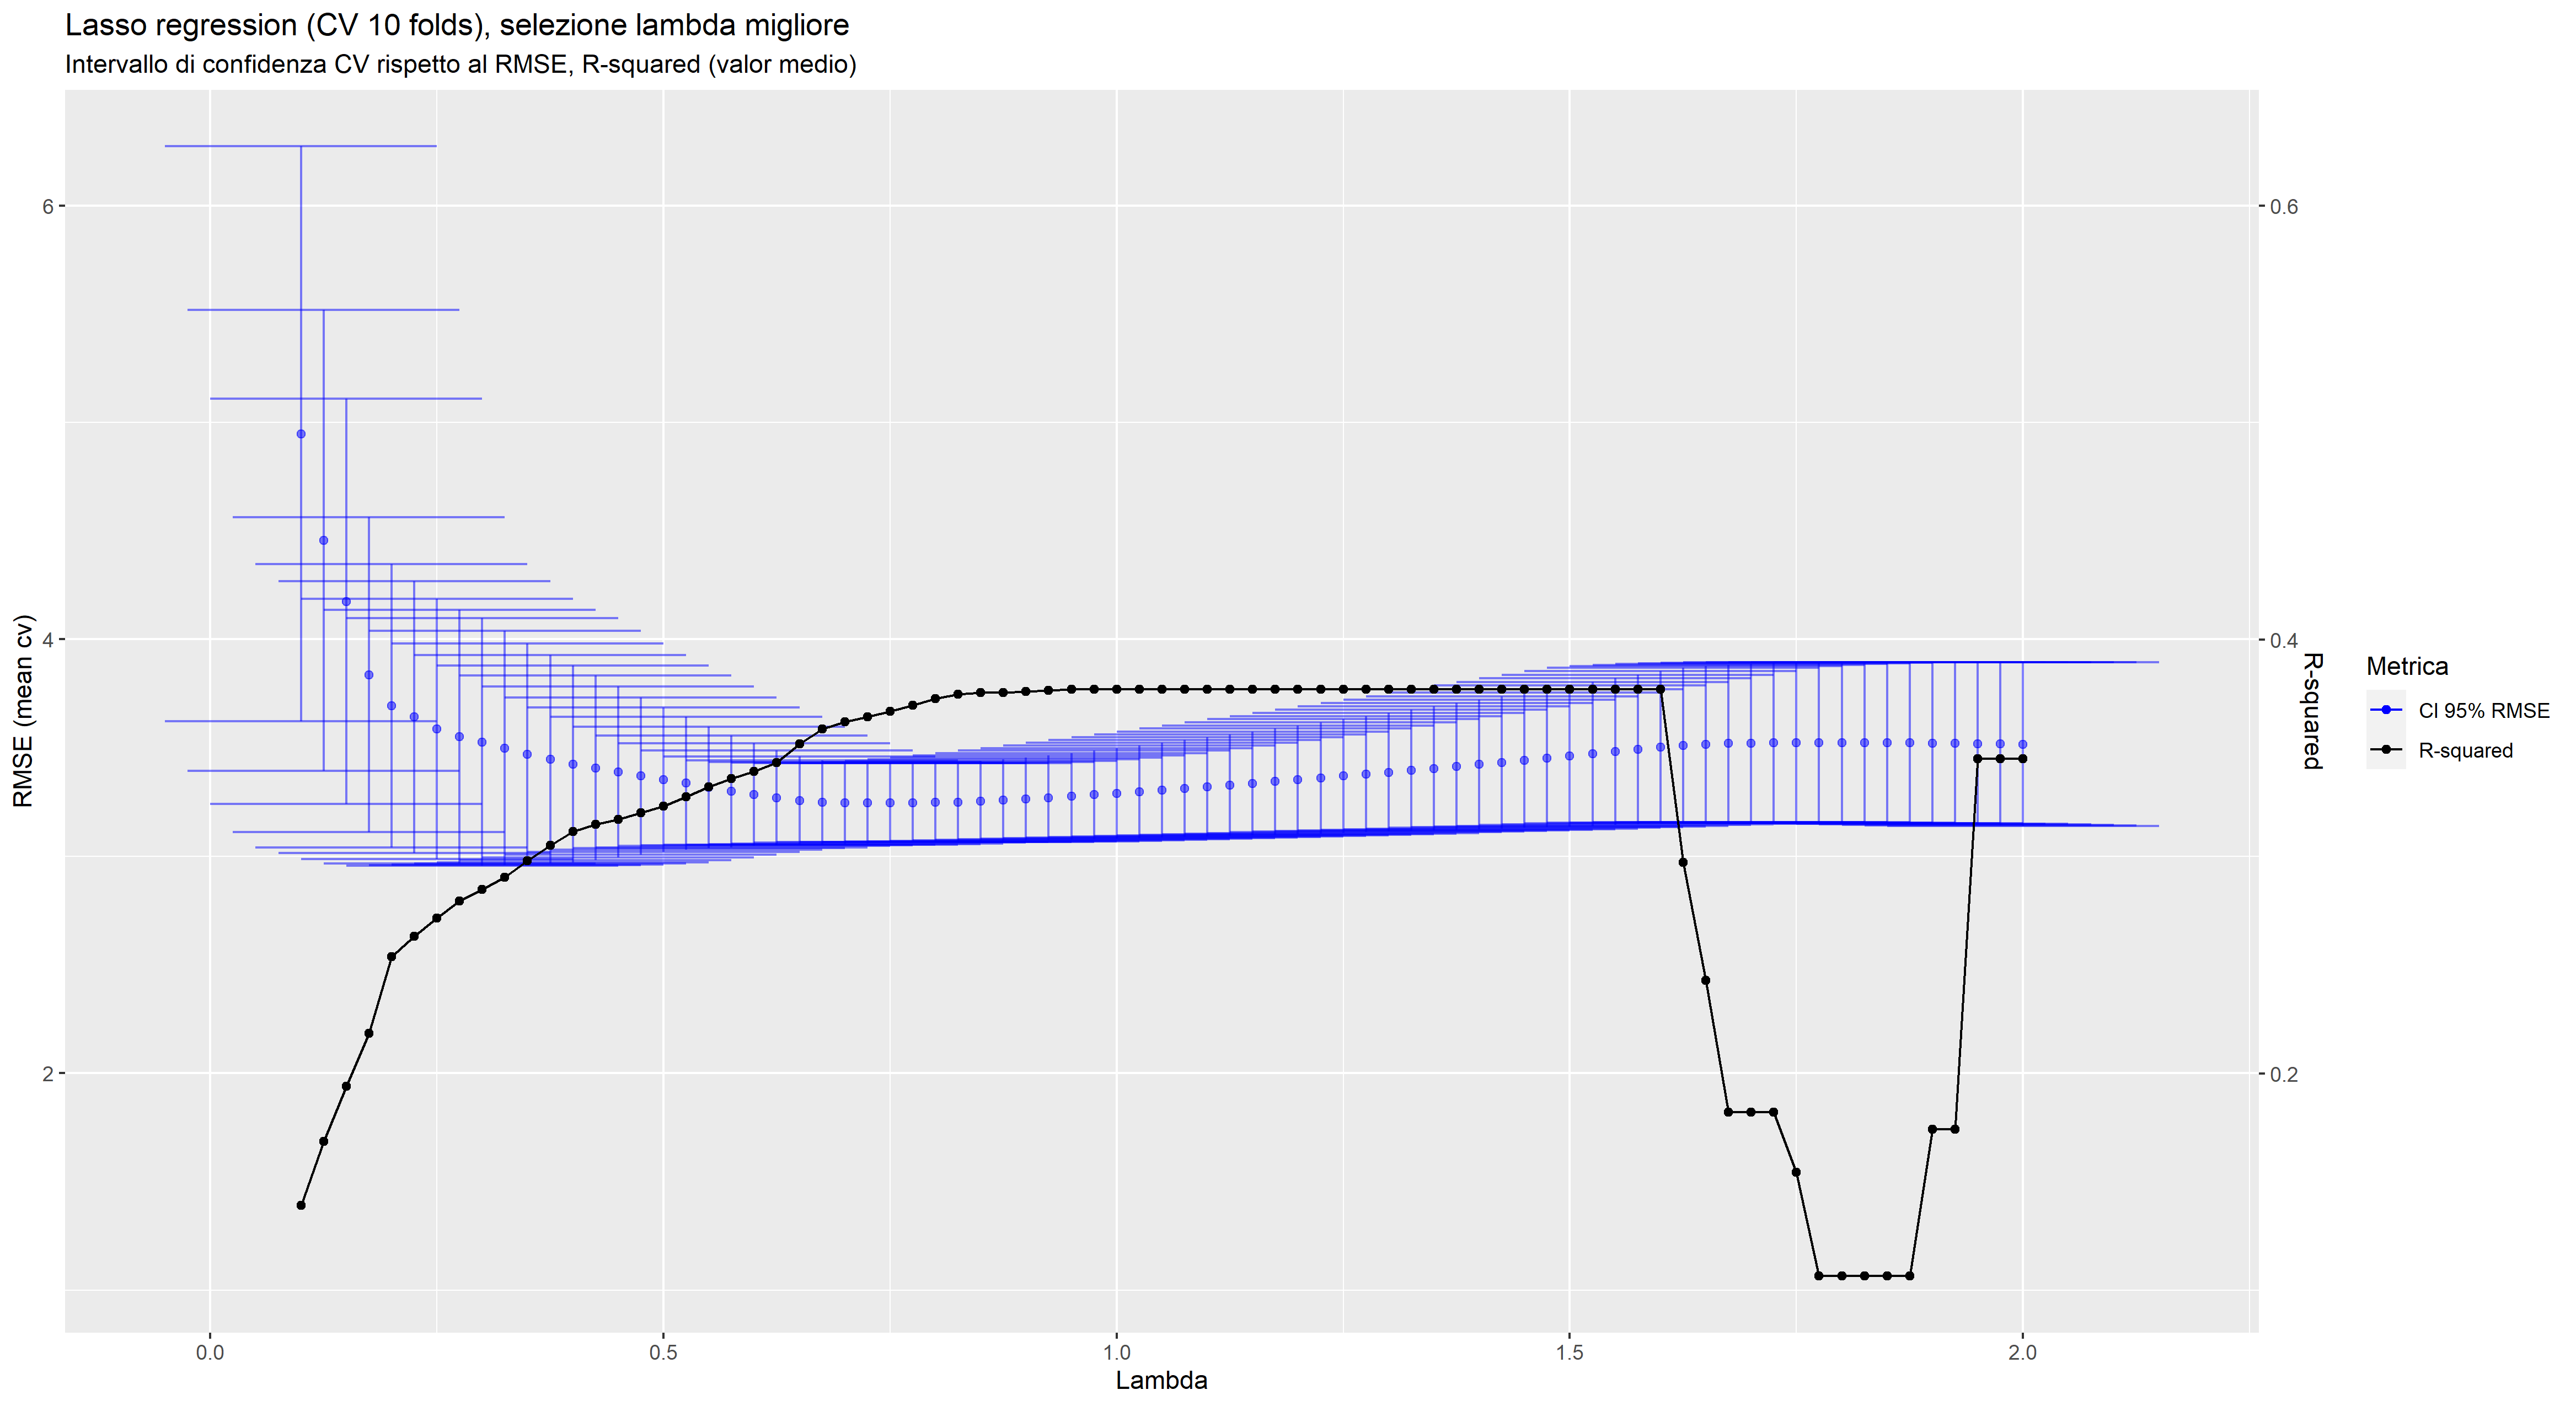 Lasso regression (CV 10 folds), selezione lambda migliore
Intervallo di confidenza CV rispetto al RMSE, R-squared (valor medio)
RMSE (mean cv)
6
4
2
0.6
0.4
0.2
R-squared
Metrica
CI 95% RMSE
R-squared
0.0
0.5
1.0
1.5
2.0
Lambda